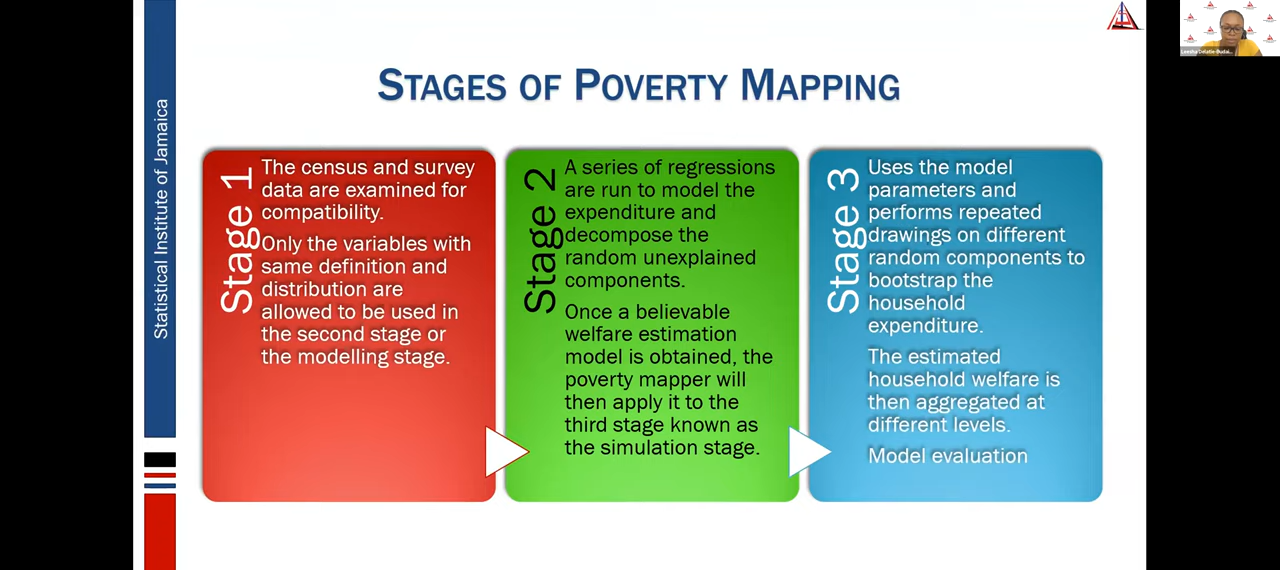 STAGES OF POVERTY MAPPING
Statistical Institute of Jamaica
Stage 1
The census and survey
data are examined for
compatibility.
Only the variables with
same definition and
distribution are
allowed to be used in
the second stage or
the modelling stage.
Stage 2
A series of regressions
are run to model the
expenditure and
decompose the
random unexplained
components.
Once a believable
welfare estimation
model is obtained, the
poverty mapper will
then apply it to the
third stage known as
the simulation stage.
Stage 3
Uses the model
parameters and
performs repeated
drawings on different
random components to
bootstrap the
household
expenditure.
The estimated
household welfare is
then aggregated at
different levels.
Model evaluation